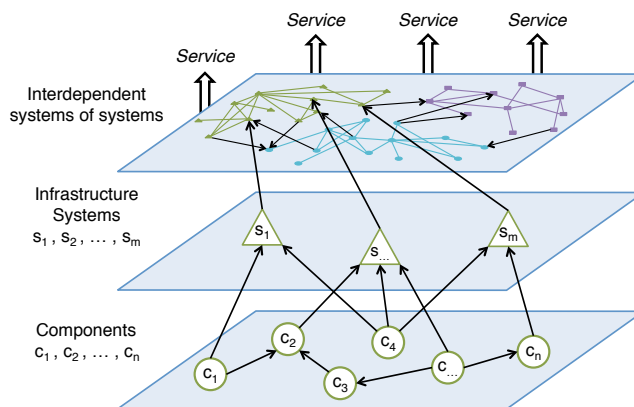 Service
Service
Service
Service
Interdependent
systems of systems
Infrastructure
Systems
s1 , s2 , ... , sm
s1
s...
sm
Components
c1 , c2 , ... , cn
c1
c2
c3
c4
c...
cn